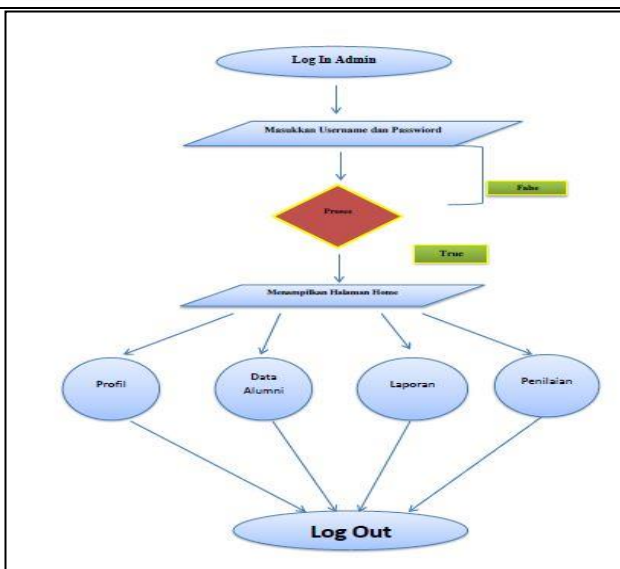 Log In Admin
Masukkan Username dan Passwiord
False
Proses
True
Menampilkan Halaman Home
Profil
Data
Alumni
Laporan
Penilaian
Log Out